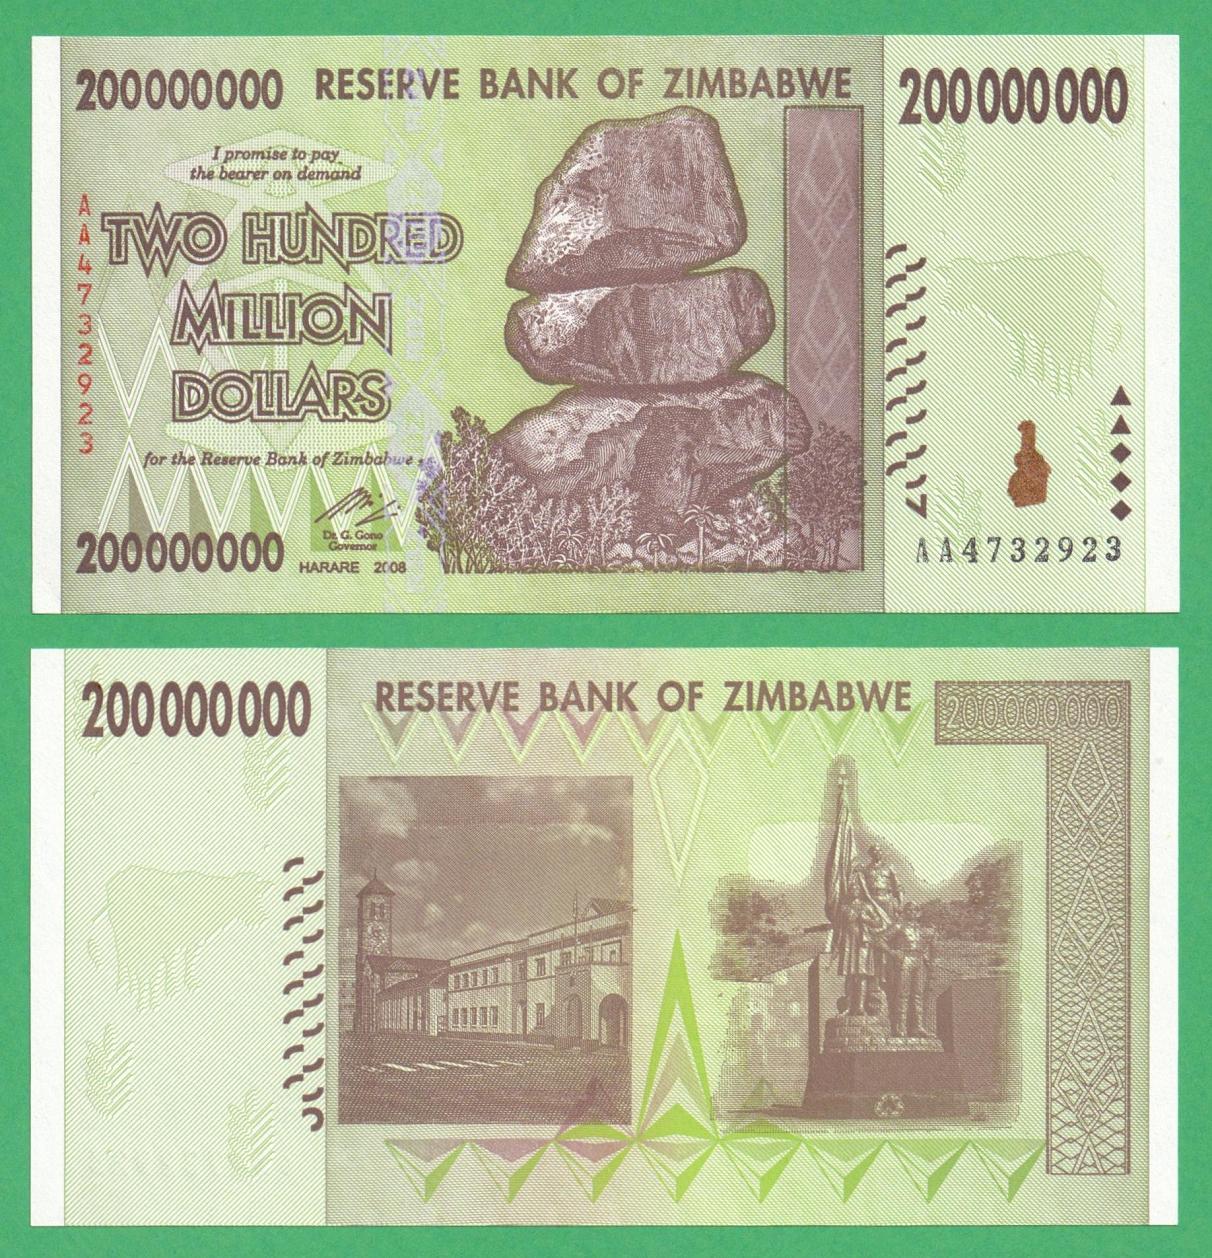 200000000 RESERVE BANK OF ZIMBABWE 200000000
I promise to pay
the bearer on demand
AA4732923
TWO HUNDRED
MILLION
DOLLARS
for the Reserve Bank of Zimbabwe
Dr. G. Gono
Governor
200000000 HARARE 2008
AA4732923
200000000 RESERVE BANK OF ZIMBABWE 200000000